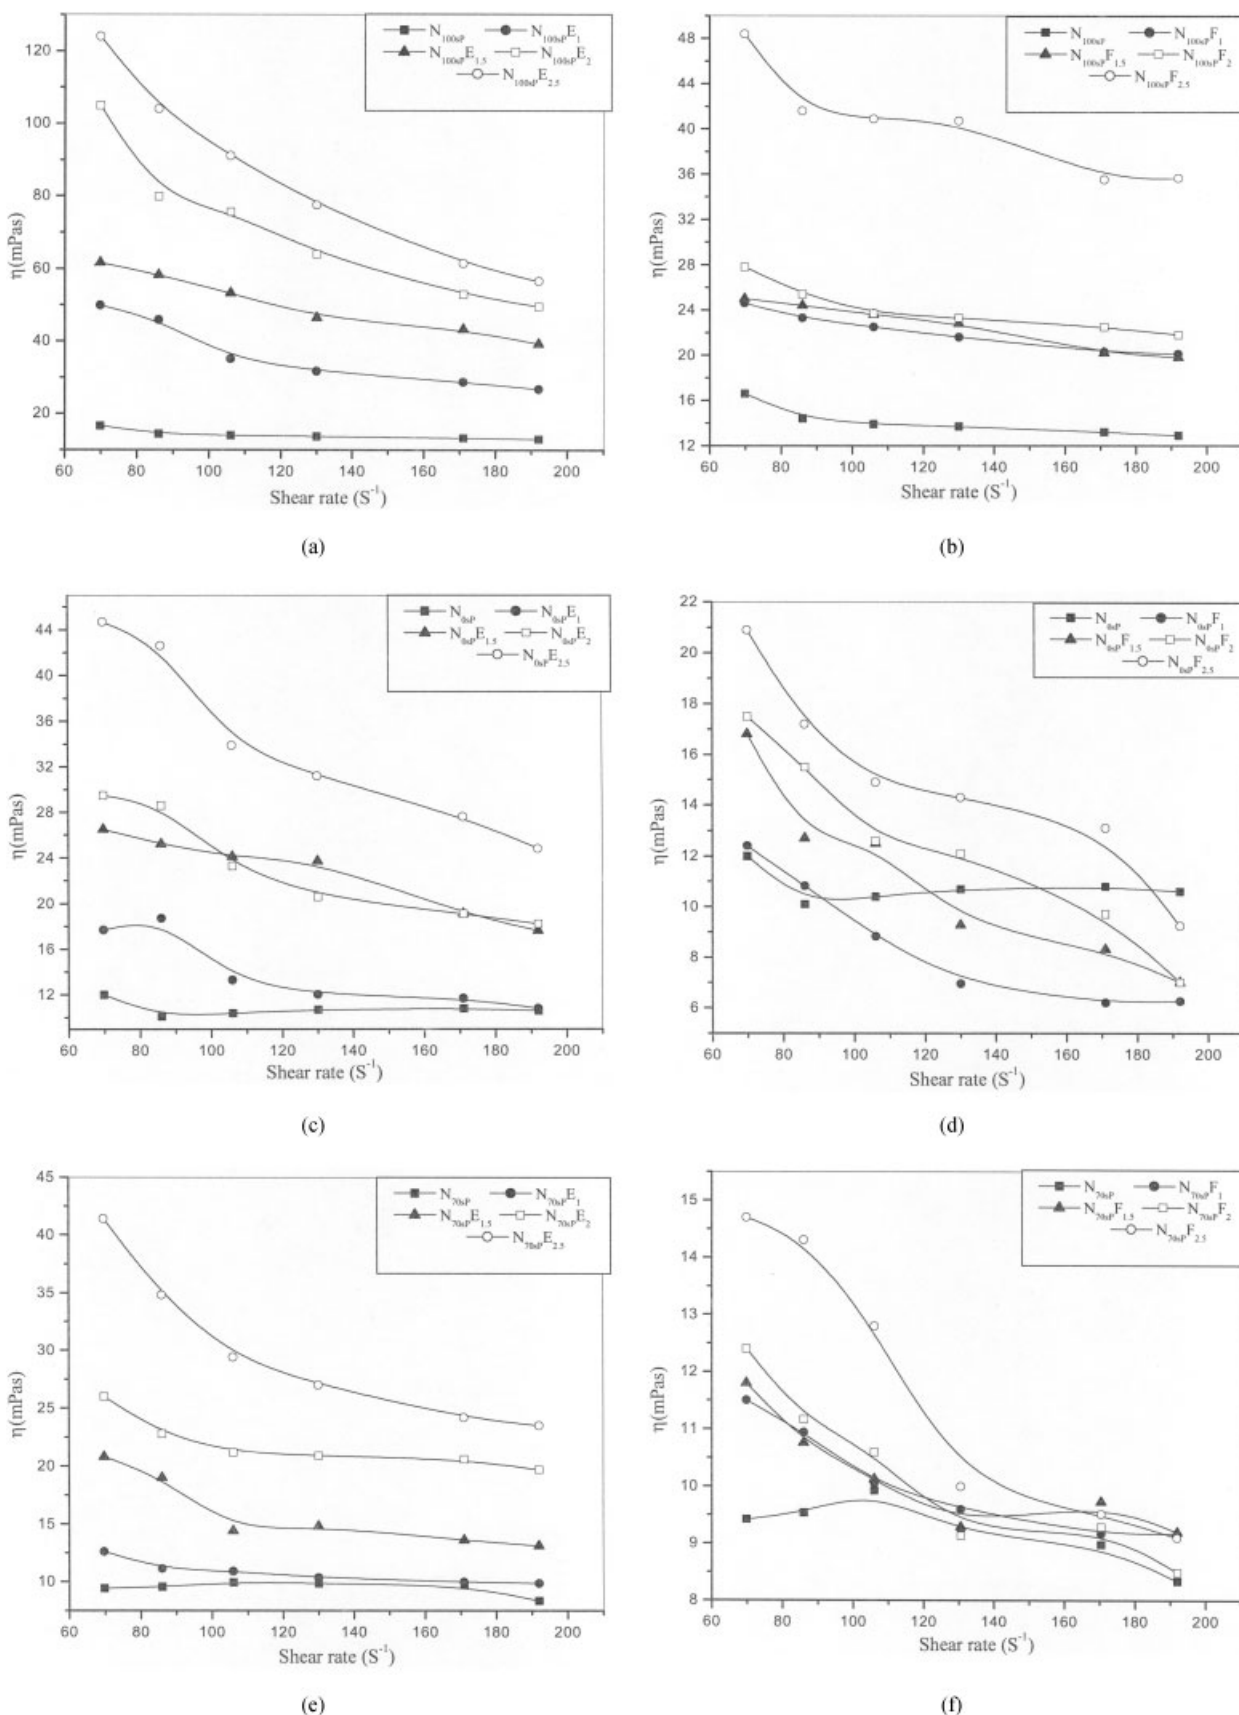 N100sP N100sPE1
N100sPE1.5 N100sPE2
N100sPE2.5
120
100
80
60
40
20
η(mPas)
60 80 100 120 140 160 180 200
Shear rate (S-1)
(a)
N100sP N100sPF1
N100sPF1.5 N100sPF2
N100sPF2.5
48
44
40
36
32
28
24
20
16
12
η(mPas)
60 80 100 120 140 160 180 200
Shear rate (S-1)
(b)
N0sP N0sPE1
N0sPE1.5 N0sPE2
N0sPE2.5
44
40
36
32
28
24
20
16
12
η(mPas)
60 80 100 120 140 160 180 200
Shear rate (S-1)
(c)
N0sP N0sPF1
N0sPF1.5 N0sPF2
N0sPF2.5
22
20
18
16
14
12
10
8
6
η(mPas)
60 80 100 120 140 160 180 200
Shear rate (S-1)
(d)
N70sP N70sPE1
N70sPE1.5 N70sPE2
N70sPE2.5
45
40
35
30
25
20
15
10
η(mPas)
60 80 100 120 140 160 180 200
Shear rate (S-1)
(e)
N70sP N70sPF1
N70sPF1.5 N70sPF2
N70sPF2.5
15
14
13
12
11
10
9
8
η(mPas)
60 80 100 120 140 160 180 200
Shear rate (S-1)
(f)